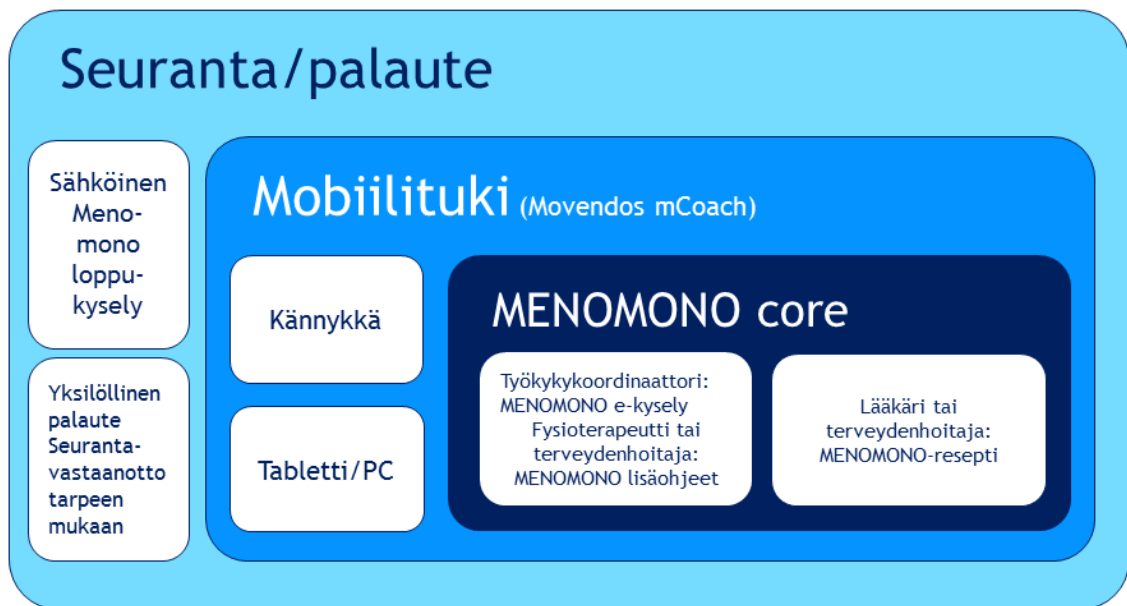 Seuranta/palaute
Sähköinen
Meno-
mono
loppu-
kysely
Yksilöllinen
palaute
Seuranta-
vastaanotto
tarpeen
mukaan
Mobiilituki (Movendos mCoach)
Kännykkä
Tabletti/PC
MENOMONO core
Työkykykoordinaattori:
MENOMONO e-kysely
Fysioterapeutti tai
terveydenhoitaja:
MENOMONO lisäohjeet
Lääkäri tai
terveydenhoitaja:
MENOMONO-resepti